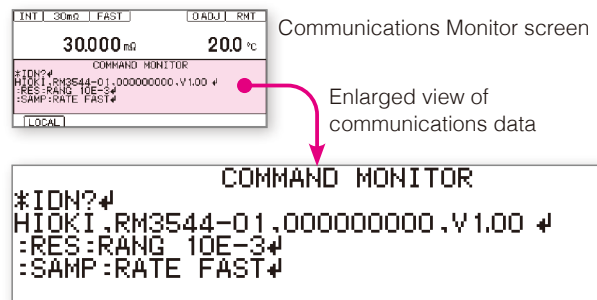 INT 30mΩ FAST 0 ADJ RMT
30.000 mΩ 20.0 °C
COMMAND MONITOR
*IDN?↲
HIOKI,RM3544-01,000000000,V1.00 ↲
:RES:RANG 10E-3↲
:SAMP:RATE FAST↲
LOCAL
Communications Monitor screen
Enlarged view of
communications data
COMMAND MONITOR
*IDN?↲
HIOKI,RM3544-01,000000000,V1.00 ↲
:RES:RANG 10E-3↲
:SAMP:RATE FAST↲